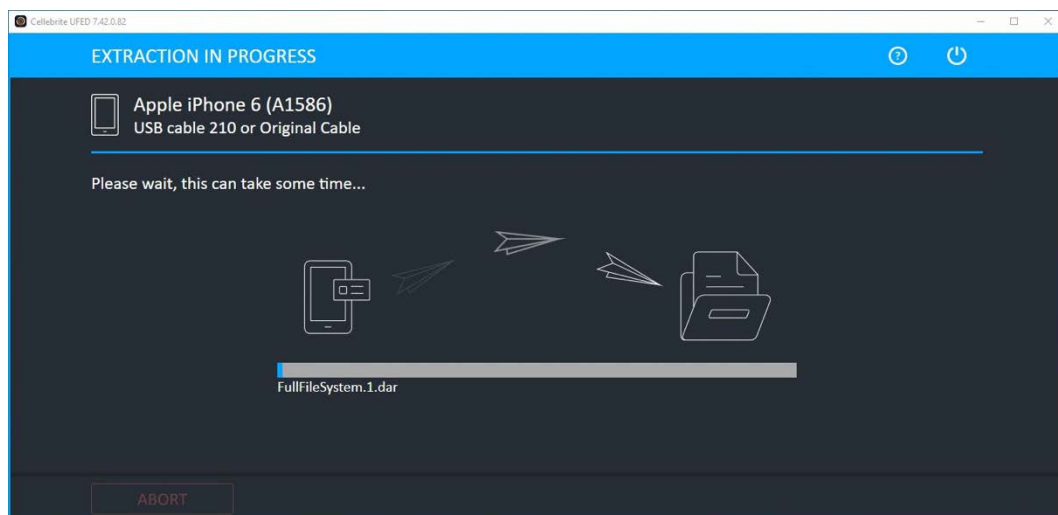 Cellebrite UFED 7.42.0.82
EXTRACTION IN PROGRESS
Apple iPhone 6 (A1586)
USB cable 210 or Original Cable
Please wait, this can take some time...
FullFileSystem.1.dar
ABORT